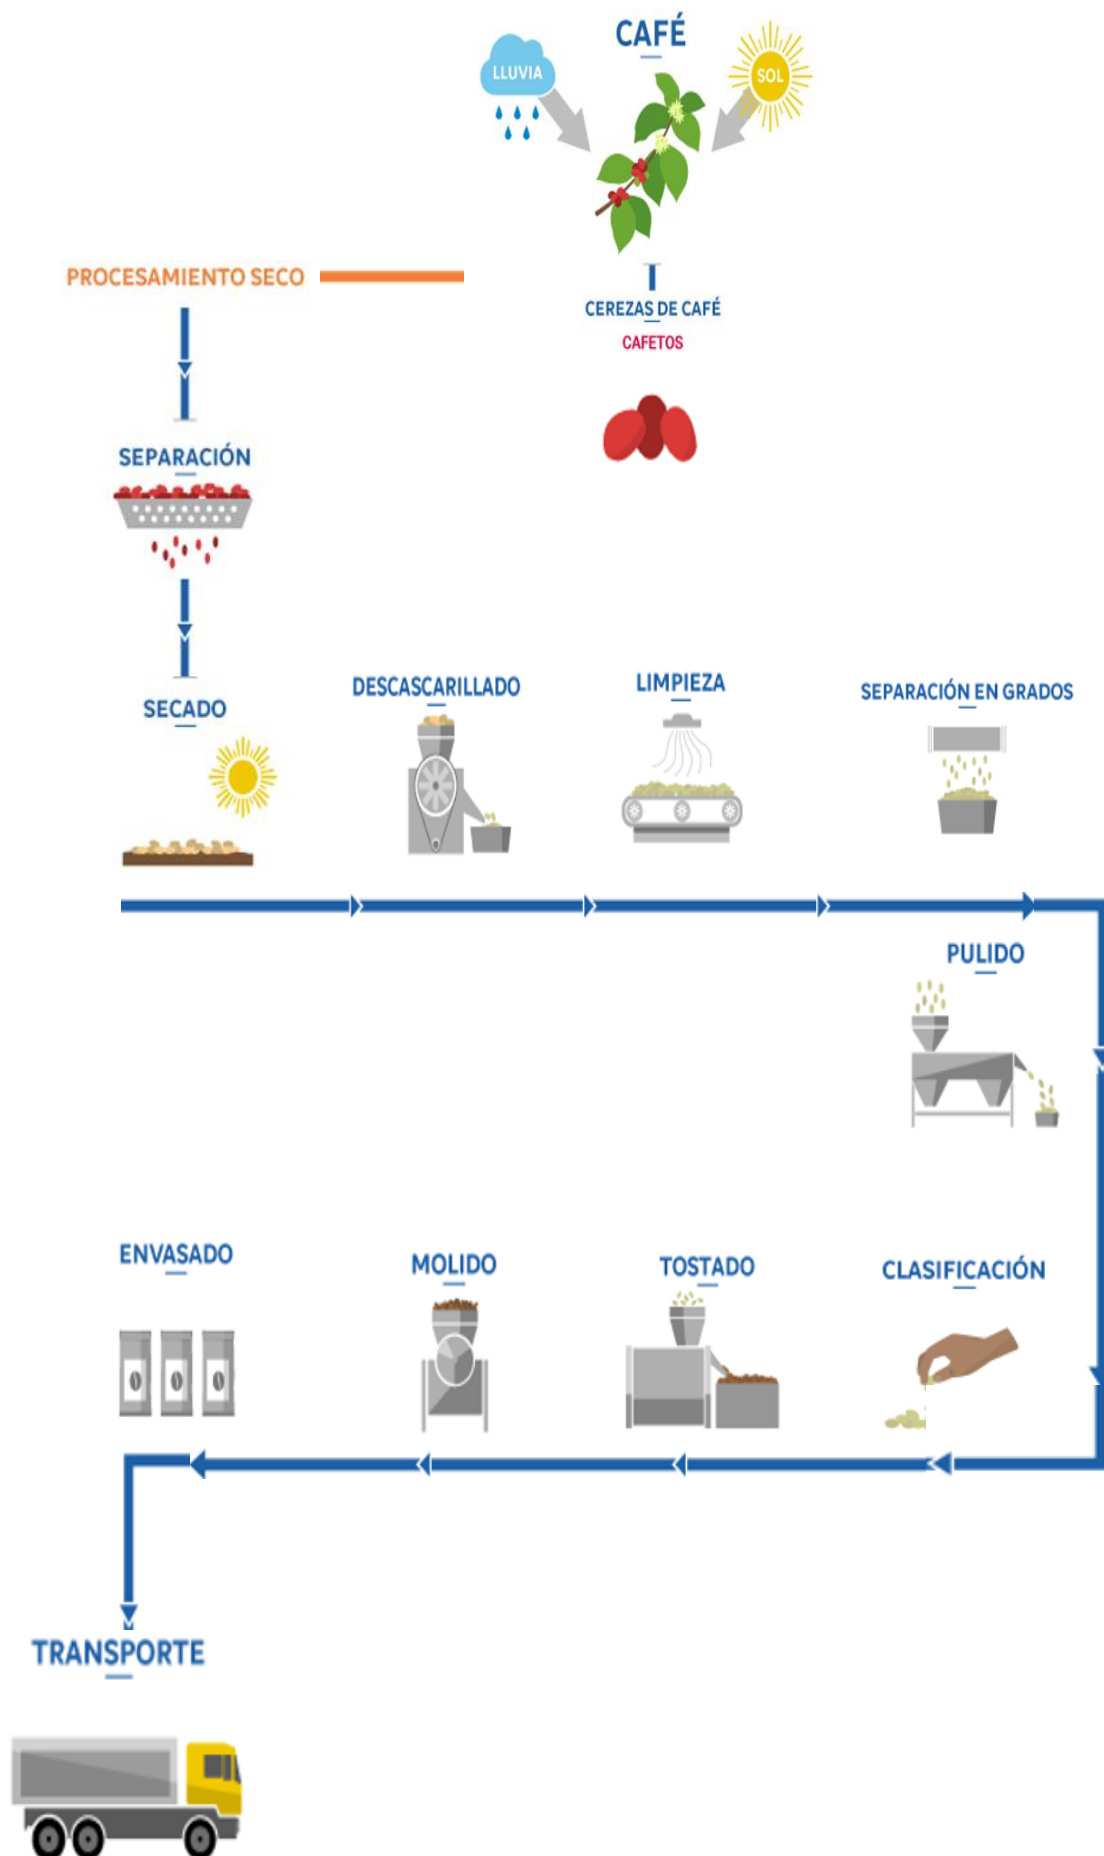 CAFÉ
LLUVIA
SOL
PROCESAMIENTO SECO
CEREZAS DE CAFÉ
CAFETOS
SEPARACIÓN
SECADO
DESCASCARILLADO
LIMPIEZA
SEPARACIÓN EN GRADOS
PULIDO
ENVASADO
MOLIDO
TOSTADO
CLASIFICACIÓN
TRANSPORTE